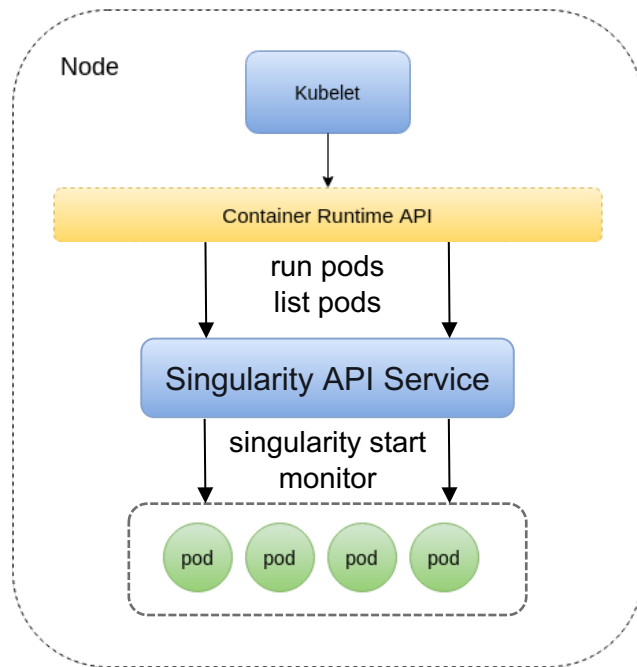 Node
Kubelet
Container Runtime API
run pods
list pods
Singularity API Service
singularity start
monitor
pod pod pod pod